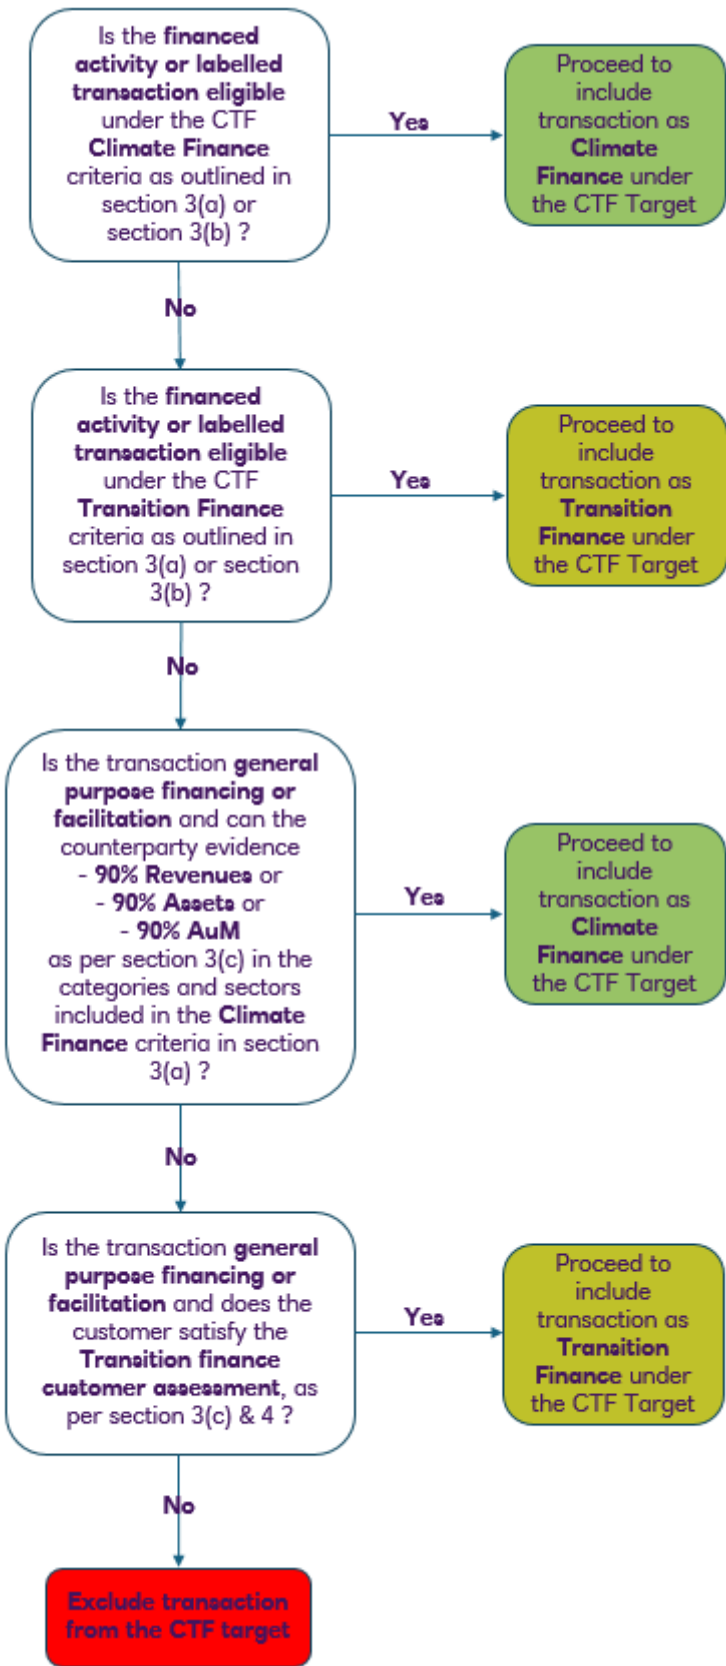 Is the financed
activity or labelled
transaction eligible
under the CTF
Climate Finance
criteria as outlined in
section 3(a) or
section 3(b) ?
Yes
Proceed to
include
transaction as
Climate
Finance under
the CTF Target
No
Is the financed
activity or labelled
transaction eligible
under the CTF
Transition Finance
criteria as outlined in
section 3(a) or section
3(b) ?
Yes
Proceed to
include
transaction as
Transition
Finance under
the CTF Target
No
Is the transaction general
purpose financing or
facilitation and can the
counterparty evidence
- 90% Revenues or
- 90% Assets or
- 90% AuM
as per section 3(c) in the
categories and sectors
included in the Climate
Finance criteria in section
3(a) ?
Yes
Proceed to
include
transaction as
Climate
Finance under
the CTF Target
No
Is the transaction general
purpose financing or
facilitation and does the
customer satisfy the
Transition finance
customer assessment, as
per section 3(c) & 4 ?
Yes
Proceed to
include
transaction as
Transition
Finance under
the CTF Target
No
Exclude transaction
from the CTF target